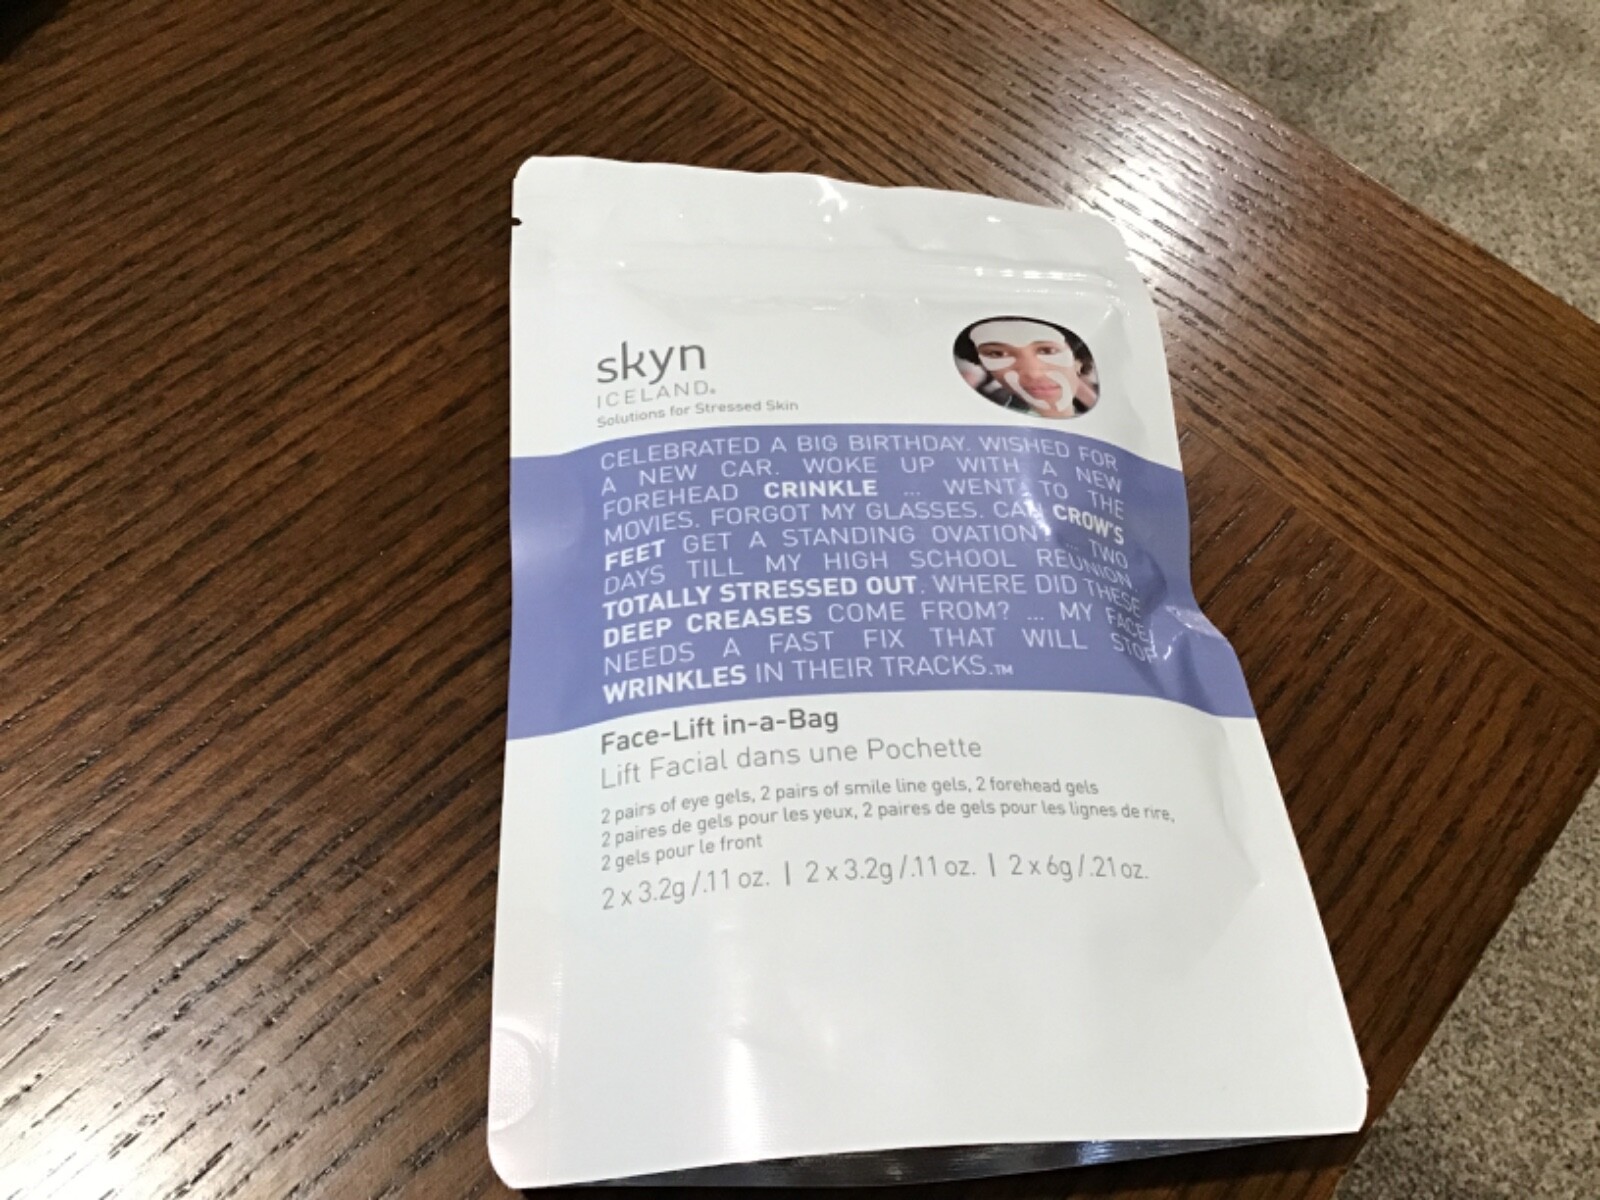 skyn
ICELAND®
Solutions for Stressed Skin
CELEBRATED A BIG BIRTHDAY. WISHED FOR
A NEW CAR. WOKE UP WITH A NEW
FOREHEAD CRINKLE ... WENT TO THE
MOVIES. FORGOT MY GLASSES. CAN CROW'S
FEET GET A STANDING OVATION? ... TWO
DAYS TILL MY HIGH SCHOOL REUNION.
TOTALLY STRESSED OUT. WHERE DID THESE
DEEP CREASES COME FROM? ... MY FACE
NEEDS A FAST FIX THAT WILL STOP
WRINKLES IN THEIR TRACKS.™
Face-Lift in-a-Bag
Lift Facial dans une Pochette
2 pairs of eye gels, 2 pairs of smile line gels, 2 forehead gels
2 paires de gels pour les yeux, 2 paires de gels pour les lignes de rire,
2 gels pour le front
2 x 3.2g/.11 oz. | 2 x 3.2g/.11 oz. | 2 x 6g/.21 oz.